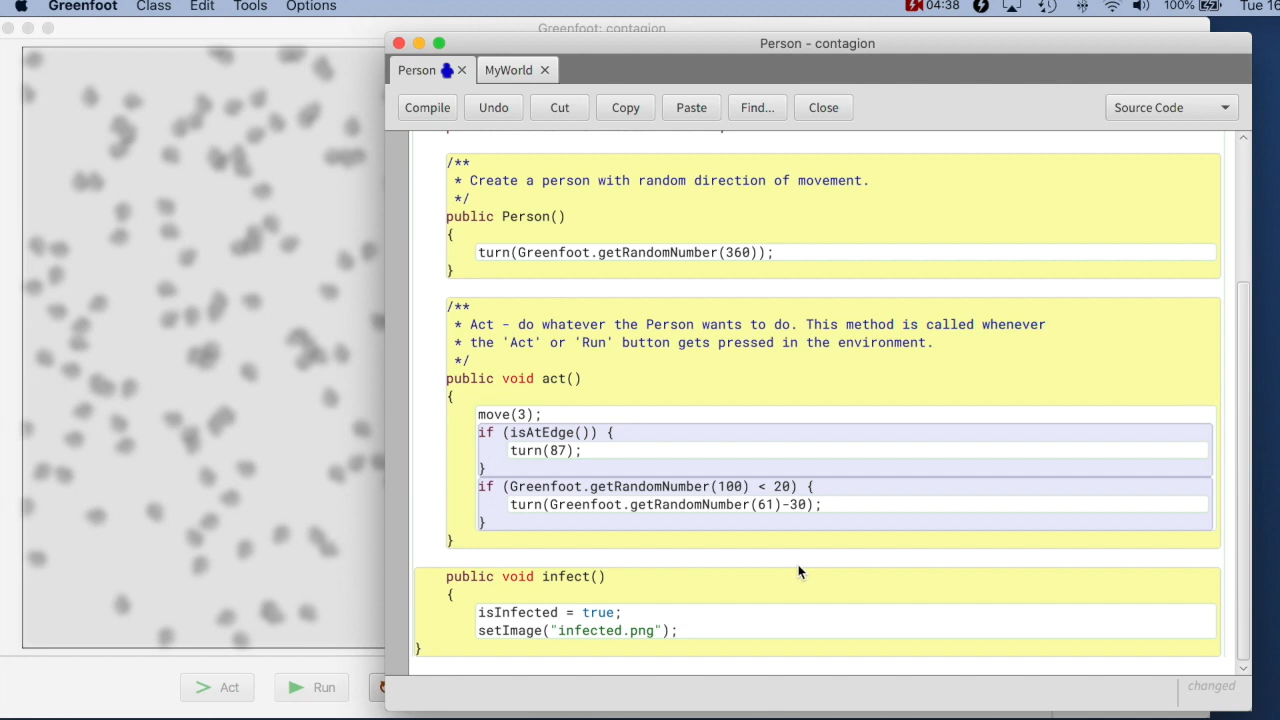 Greenfoot Class Edit Tools Options 04:38 100% Tue 16
Greenfoot: contagion
Person - contagion
Person MyWorld
Compile Undo Cut Copy Paste Find... Close Source Code
/**
* Create a person with random direction of movement.
*/
public Person()
{
turn(Greenfoot.getRandomNumber(360));
}
/**
* Act - do whatever the Person wants to do. This method is called whenever
* the 'Act' or 'Run' button gets pressed in the environment.
*/
public void act()
{
move(3);
if (isAtEdge()) {
turn(87);
}
if (Greenfoot.getRandomNumber(100) < 20) {
turn(Greenfoot.getRandomNumber(61)-30);
}
}
public void infect()
{
isInfected = true;
setImage("infected.png");
}
Act Run
changed